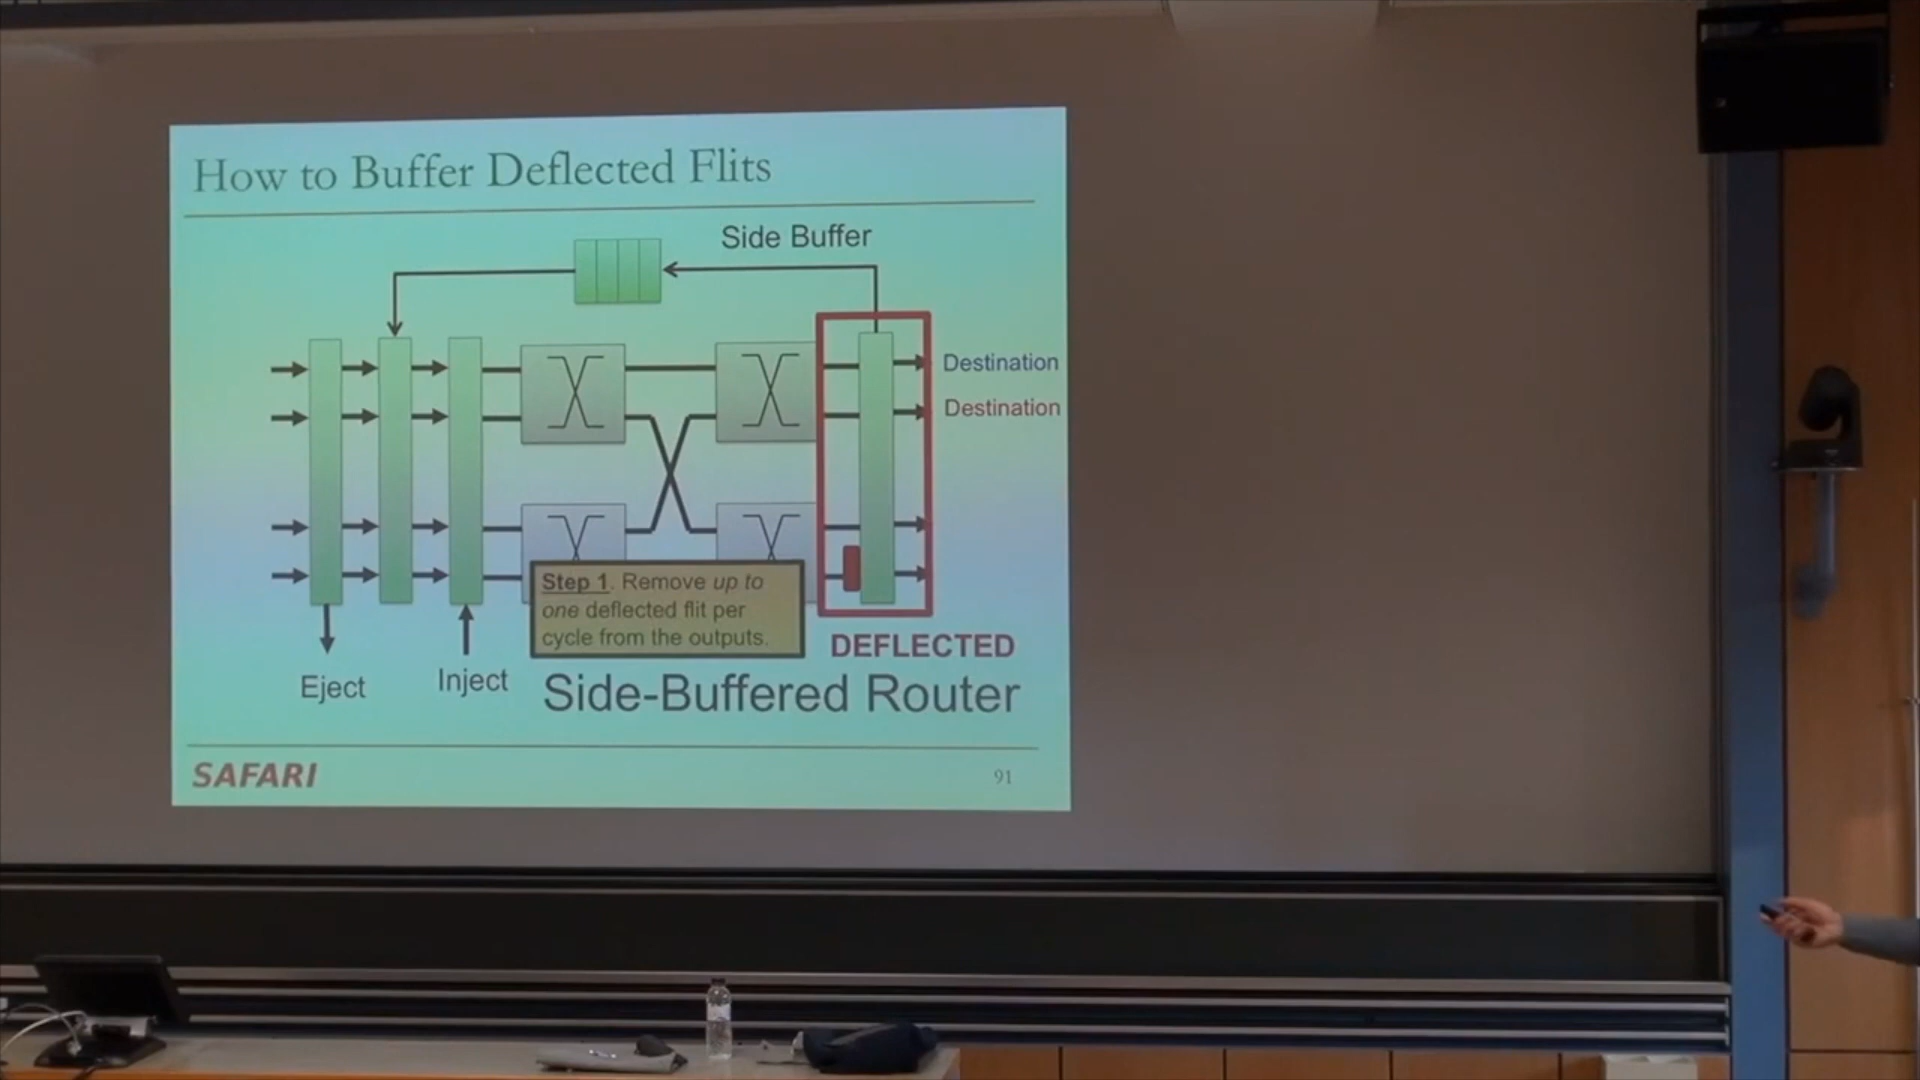 How to Buffer Deflected Flits
Side Buffer
Destination
Destination
Step 1. Remove up to
one deflected flit per
cycle from the outputs.
DEFLECTED
Eject
Inject
Side-Buffered Router
SAFARI
91